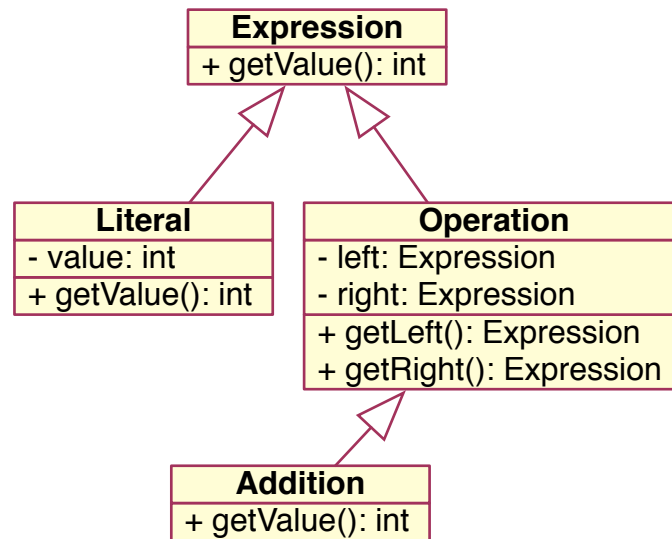 Expression
+ getValue(): int
Literal
- value: int
+ getValue(): int
Operation
- left: Expression
- right: Expression
+ getLeft(): Expression
+ getRight(): Expression
Addition
+ getValue(): int